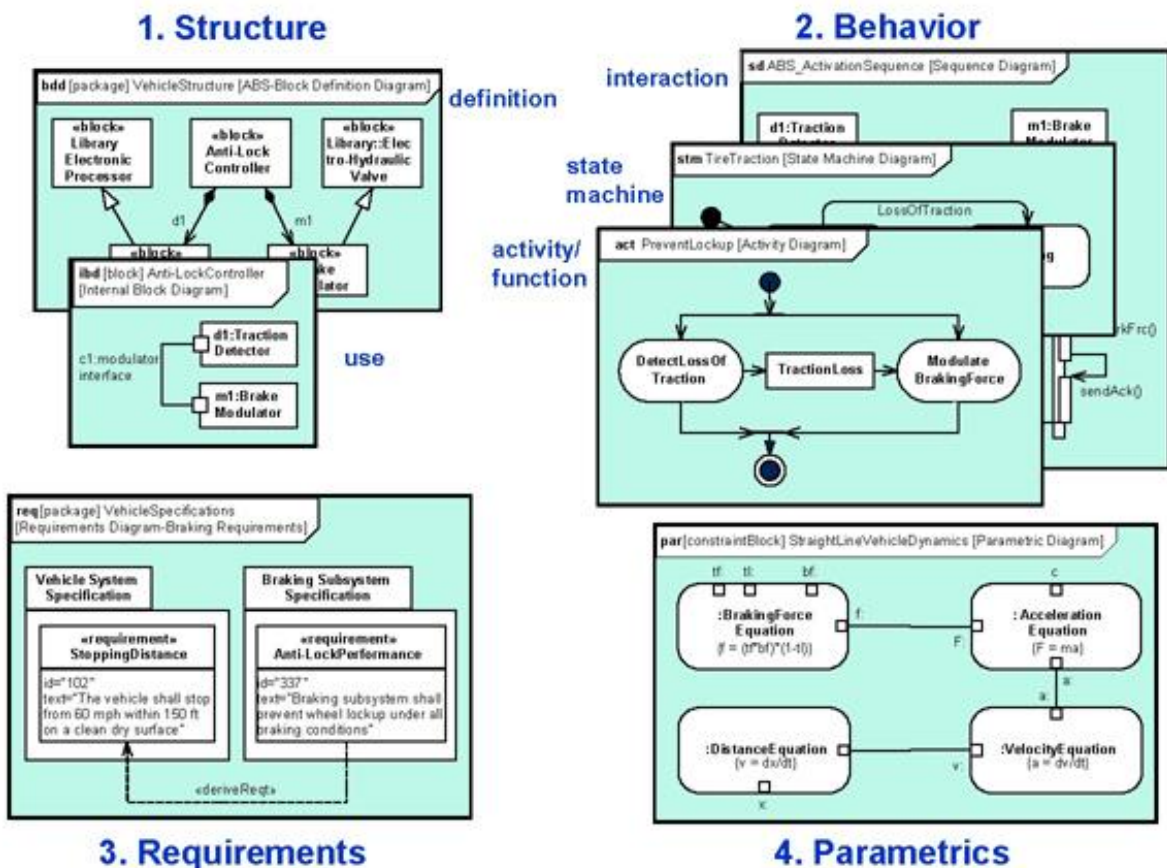 1. Structure
bdd [package] VehicleStructure [ABS-Block Definition Diagram]
definition
«block»
Library
Electronic
Processor
«block»
Anti-Lock
Controller
«block»
Library::Elec
tro-Hydraulic
Valve
d1
m1
«block»
«block»
ibd [block] Anti-LockController
[Internal Block Diagram]
use
d1:Traction
Detector
c1:modulator
interface
m1:Brake
Modulator
2. Behavior
interaction
sd ABS_ActivationSequence [Sequence Diagram]
d1:Traction
Detector
m1:Brake
Modulator
state
machine
stm TireTraction [State Machine Diagram]
LossOfTraction
activity/
function
act PreventLockup [Activity Diagram]
DetectLossOf
Traction
TractionLoss
Modulate
BrakingForce
sendAck()
req [package] VehicleSpecifications
[Requirements Diagram-Braking Requirements]
Vehicle System
Specification
Braking Subsystem
Specification
«requirement»
StoppingDistance
id="102"
text="The vehicle shall stop
from 60 mph within 150 ft
on a clean dry surface"
«requirement»
Anti-LockPerformance
id="337"
text="Braking subsystem shall
prevent wheel lockup under all
braking conditions"
«deriveReqt»
3. Requirements
par [constraintBlock] StraightLineVehicleDynamics [Parametric Diagram]
tf:
tl:
bf:
c
:BrakingForce
Equation
{f = (tf*bf)*(1-tl)}
f:
F:
:Acceleration
Equation
{F = ma}
a:
a:
:DistanceEquation
{v = dx/dt}
v:
:VelocityEquation
{a = dv/dt}
x:
4. Parametrics